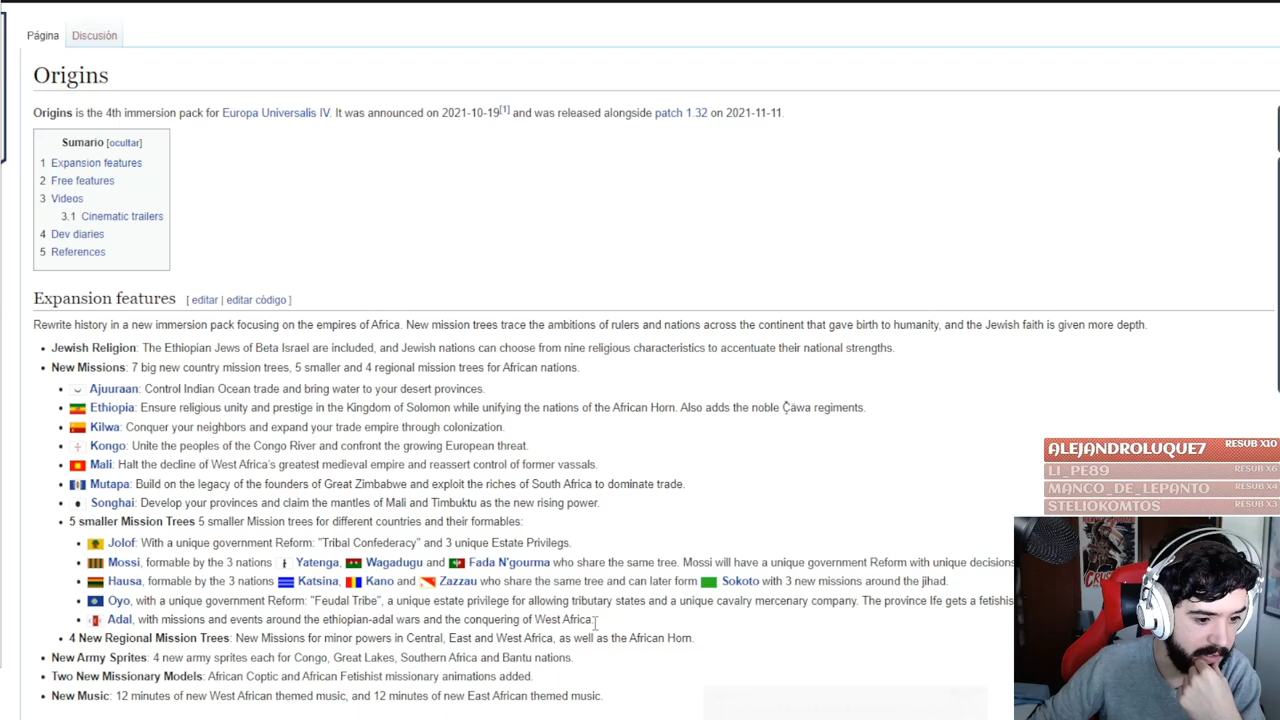 Página Discusión
Origins
Origins is the 4th immersion pack for Europa Universalis IV. It was announced on 2021-10-19[1] and was released alongside patch 1.32 on 2021-11-11.
Sumario [ocultar]
1 Expansion features
2 Free features
3 Videos
3.1 Cinematic trailers
4 Dev diaries
5 References
Expansion features [ editar | editar còdigo ]
Rewrite history in a new immersion pack focusing on the empires of Africa. New mission trees trace the ambitions of rulers and nations across the continent that gave birth to humanity, and the Jewish faith is given more depth.
• Jewish Religion: The Ethiopian Jews of Beta Israel are included, and Jewish nations can choose from nine religious characteristics to accentuate their national strengths.
• New Missions: 7 big new country mission trees, 5 smaller and 4 regional mission trees for African nations.
• Ajuuraan: Control Indian Ocean trade and bring water to your desert provinces.
• Ethiopia: Ensure religious unity and prestige in the Kingdom of Solomon while unifying the nations of the African Horn. Also adds the noble Çawa regiments.
• Kilwa: Conquer your neighbors and expand your trade empire through colonization.
• Kongo: Unite the peoples of the Congo River and confront the growing European threat.
• Mali: Halt the decline of West Africa's greatest medieval empire and reassert control of former vassals.
• Mutapa: Build on the legacy of the founders of Great Zimbabwe and exploit the riches of South Africa to dominate trade.
• Songhai: Develop your provinces and claim the mantles of Mali and Timbuktu as the new rising power.
• 5 smaller Mission Trees 5 smaller Mission trees for different countries and their formables:
• Jolof: With a unique government Reform: "Tribal Confederacy" and 3 unique Estate Privilegs.
• Mossi, formable by the 3 nations Yatenga, Wagadugu and Fada N'gourma who share the same tree. Mossi will have a unique government Reform with unique decisions
• Hausa, formable by the 3 nations Katsina, Kano and Zazzau who share the same tree and can later form Sokoto with 3 new missions around the jihad.
• Oyo, with a unique government Reform: "Feudal Tribe", a unique estate privilege for allowing tributary states and a unique cavalry mercenary company. The province Ife gets a fetishis
• Adal, with missions and events around the ethiopian-adal wars and the conquering of West Africa.
• 4 New Regional Mission Trees: New Missions for minor powers in Central, East and West Africa, as well as the African Horn.
• New Army Sprites: 4 new army sprites each for Congo, Great Lakes, Southern Africa and Bantu nations.
• Two New Missionary Models: African Coptic and African Fetishist missionary animations added.
• New Music: 12 minutes of new West African themed music, and 12 minutes of new East African themed music.
ALEJANDROLUQUE7 RESUB X10
LI_PE89 RESUB X6
MANCO_DE_LEPANTO RESUB X4
STELIOKOMTOS RESUB X3